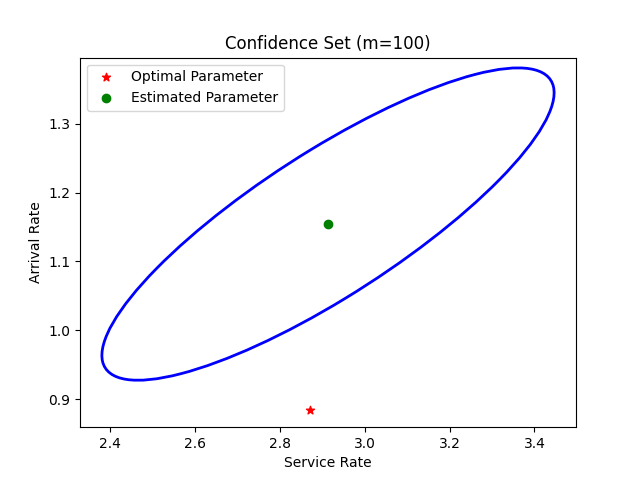 Confidence Set (m=100)
Optimal Parameter
Estimated Parameter
Arrival Rate
1.3
1.2
1.1
1.0
0.9
2.4 2.6 2.8 3.0 3.2 3.4
Service Rate